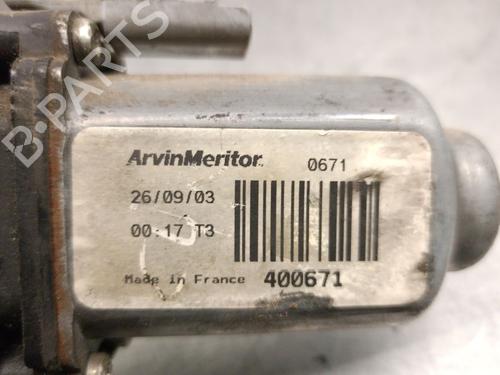 ArvinMeritor 0671
26/09/03
00:17 T3
Made in France 400671
B-PARTS